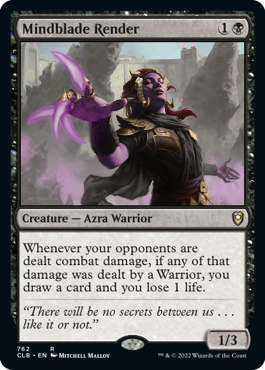 Mindblade Render 1
Creature — Azra Warrior
Whenever your opponents
are dealt combat damage, if any of
that damage was dealt by a Warrior, you
draw a card and you lose 1 life.
“There will be no secrets between us . . .
like it or not.”
1/3
762 R
CLB • EN Mitchell Malloy
™ & © 2022 Wizards of the Coast